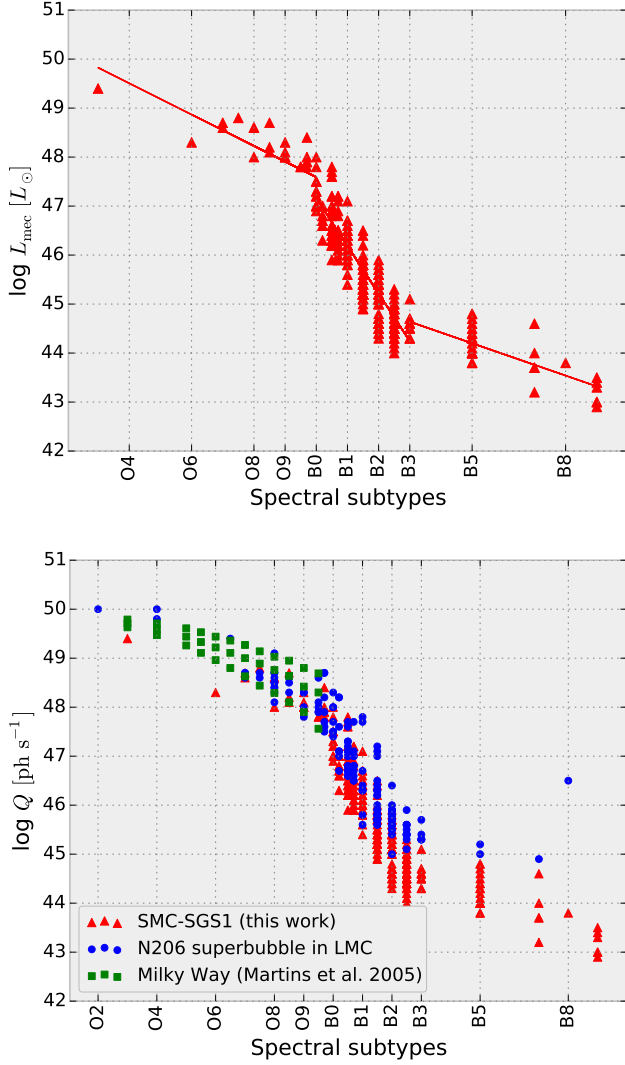 51
50
49
48
47
46
45
44
43
42
log L_mec [L_⊙]
O4 O6 O8 O9 B0 B1 B2 B3 B5 B8
Spectral subtypes
51
50
49
48
47
46
45
44
43
42
log Q [ph s⁻¹]
SMC-SGS1 (this work)
N206 superbubble in LMC
Milky Way (Martins et al. 2005)
O2 O4 O6 O8 O9 B0 B1 B2 B3 B5 B8
Spectral subtypes